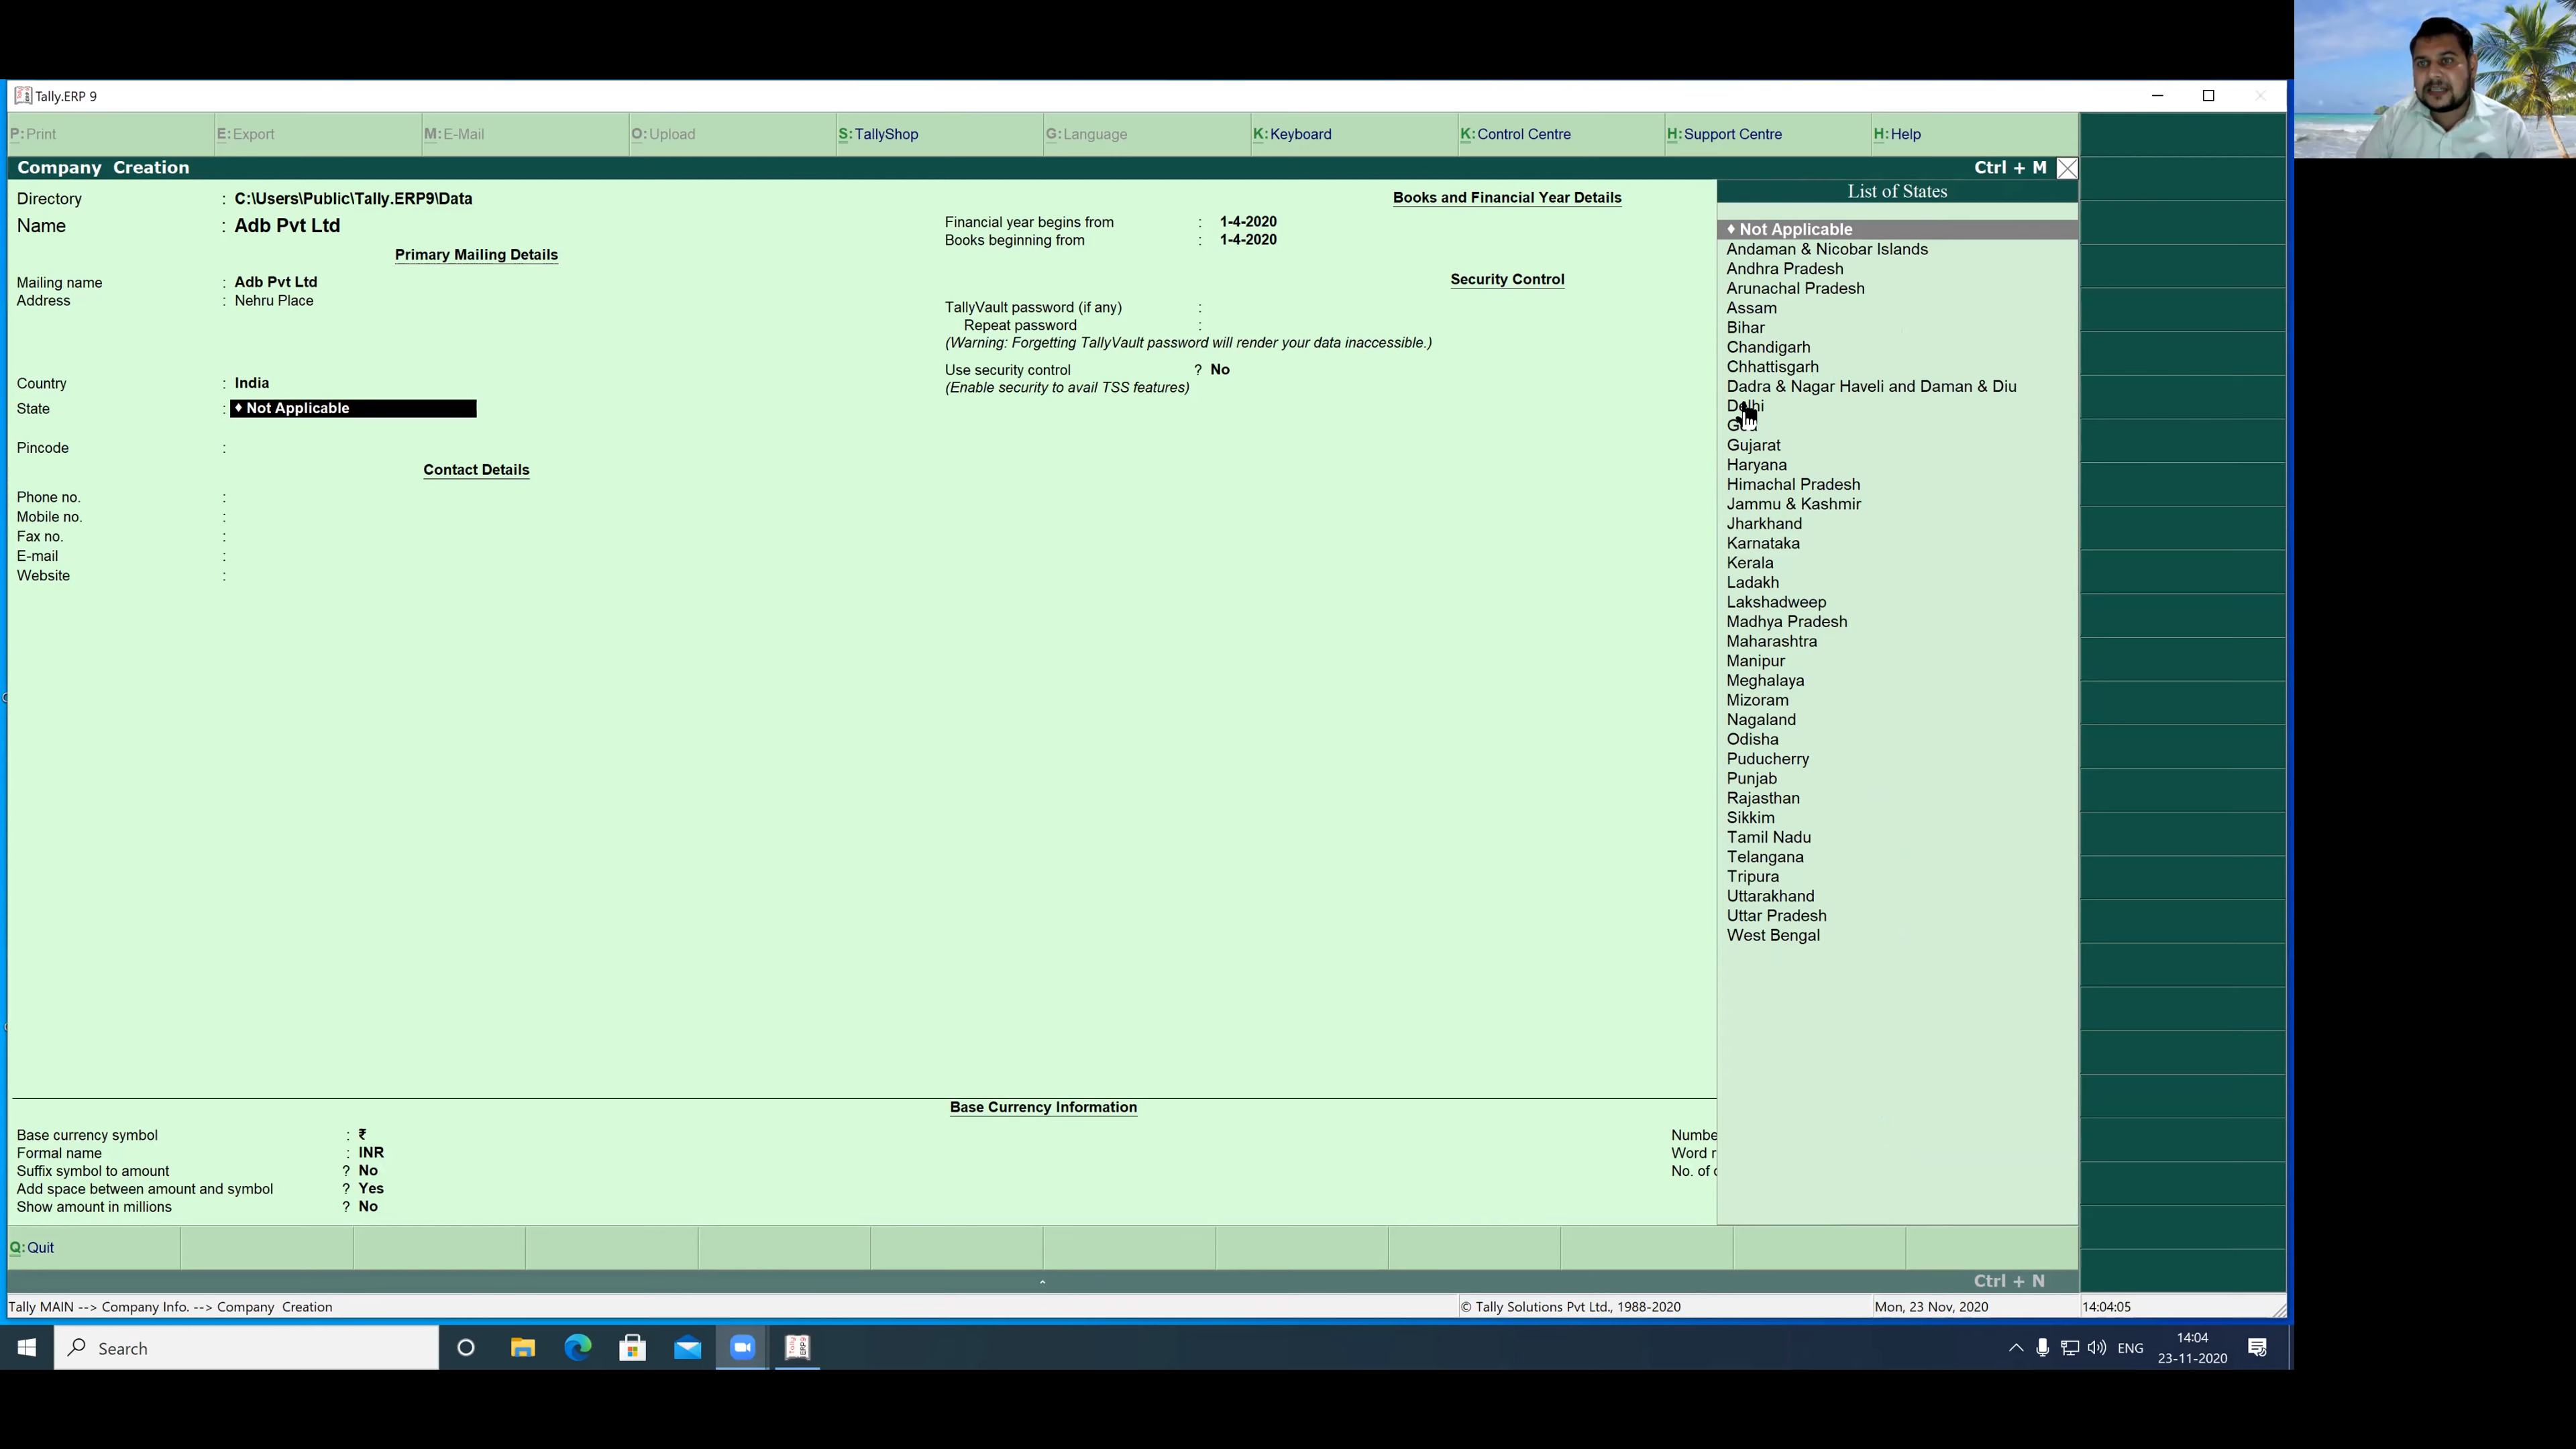 Tally.ERP 9
P: Print E: Export M: E-Mail O: Upload S: TallyShop G: Language K: Keyboard K: Control Centre H: Support Centre H: Help
Company Creation Ctrl + M
Directory : C:\Users\Public\Tally.ERP9\Data
Name : Adb Pvt Ltd
Primary Mailing Details
Mailing name : Adb Pvt Ltd
Address : Nehru Place
Country : India
State : ♦ Not Applicable
Pincode :
Contact Details
Phone no. :
Mobile no. :
Fax no. :
E-mail :
Website :
Books and Financial Year Details
Financial year begins from : 1-4-2020
Books beginning from : 1-4-2020
Security Control
TallyVault password (if any) :
Repeat password :
(Warning: Forgetting TallyVault password will render your data inaccessible.)
Use security control ? No
(Enable security to avail TSS features)
List of States
♦ Not Applicable
Andaman & Nicobar Islands
Andhra Pradesh
Arunachal Pradesh
Assam
Bihar
Chandigarh
Chhattisgarh
Dadra & Nagar Haveli and Daman & Diu
Delhi
Goa
Gujarat
Haryana
Himachal Pradesh
Jammu & Kashmir
Jharkhand
Karnataka
Kerala
Ladakh
Lakshadweep
Madhya Pradesh
Maharashtra
Manipur
Meghalaya
Mizoram
Nagaland
Odisha
Puducherry
Punjab
Rajasthan
Sikkim
Tamil Nadu
Telangana
Tripura
Uttarakhand
Uttar Pradesh
West Bengal
Base Currency Information
Base currency symbol : ₹
Formal name : INR
Suffix symbol to amount ? No
Add space between amount and symbol ? Yes
Show amount in millions ? No
Numbe
Word r
No. of
Q: Quit
Ctrl + N
Tally MAIN --> Company Info. --> Company Creation © Tally Solutions Pvt Ltd., 1988-2020 Mon, 23 Nov, 2020 14:04:05
Search ENG 14:04
23-11-2020